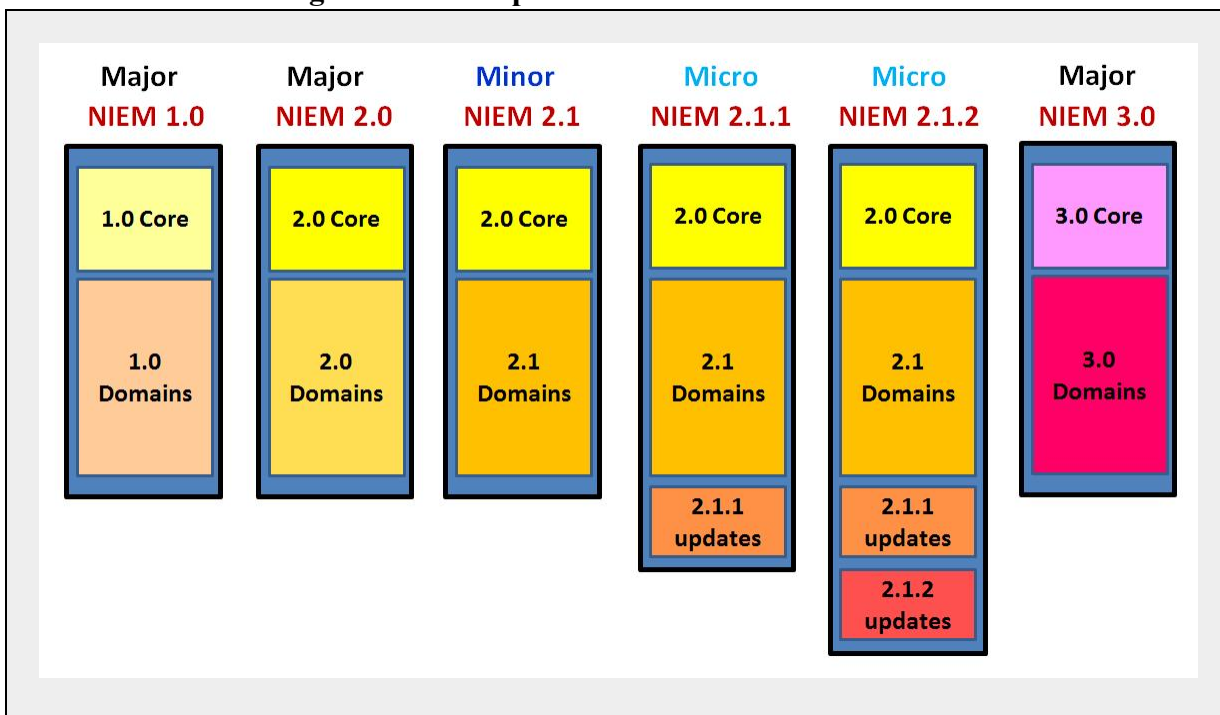 Major
NIEM 1.0
1.0 Core
1.0
Domains
Major
NIEM 2.0
2.0 Core
2.0
Domains
Minor
NIEM 2.1
2.0 Core
2.1
Domains
Micro
NIEM 2.1.1
2.0 Core
2.1
Domains
2.1.1
updates
Micro
NIEM 2.1.2
2.0 Core
2.1
Domains
2.1.1
updates
2.1.2
updates
Major
NIEM 3.0
3.0 Core
3.0
Domains